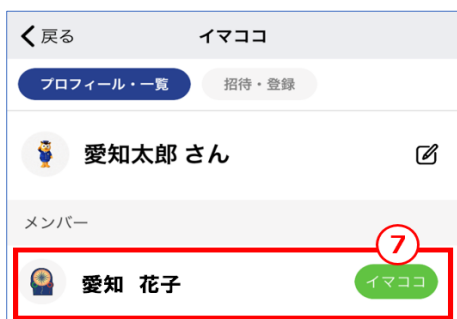 戻る イマココ
プロフィール・一覧 招待・登録
愛知太郎 さん
メンバー
7
愛知 花子 イマココ